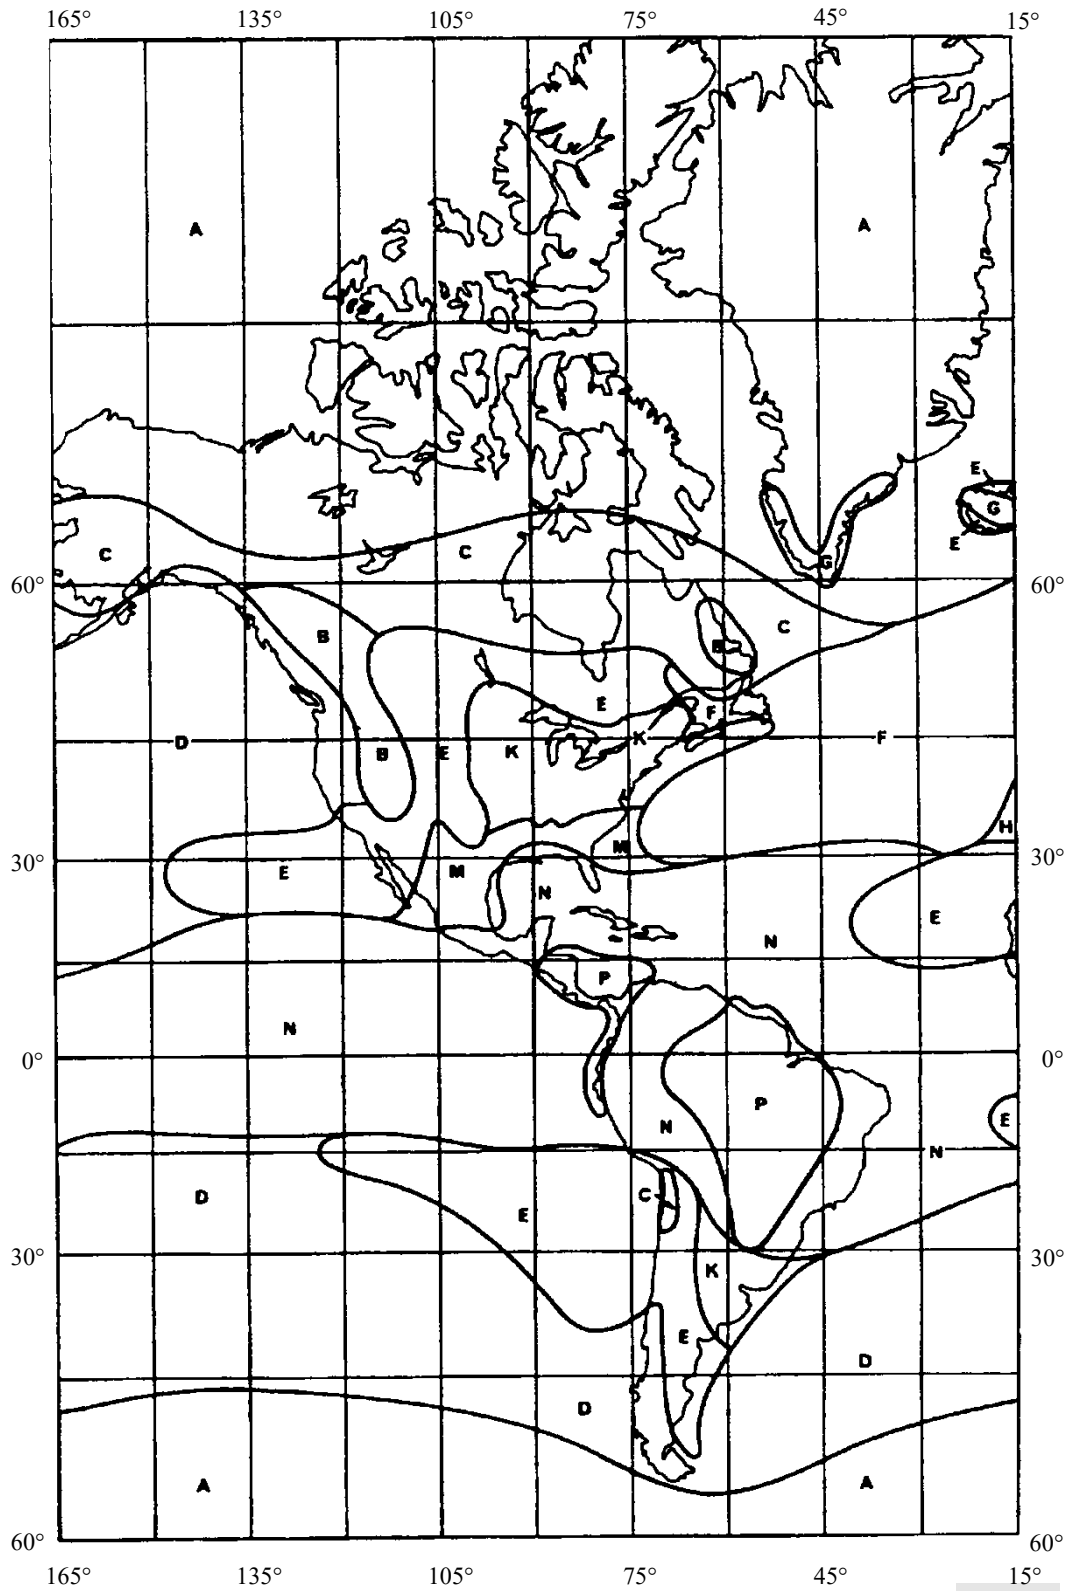 165° 135° 105° 75° 45° 15°
A A
E
G
E
C C G
60° 60°
B C
B
E F
D B E K K F
H
30° E M M 30°
N E
N
P
N
0° 0°
P E
N N
D C
E
30° 30°
K
E
D
D
A A
60° 60°
165° 135° 105° 75° 45° 15°